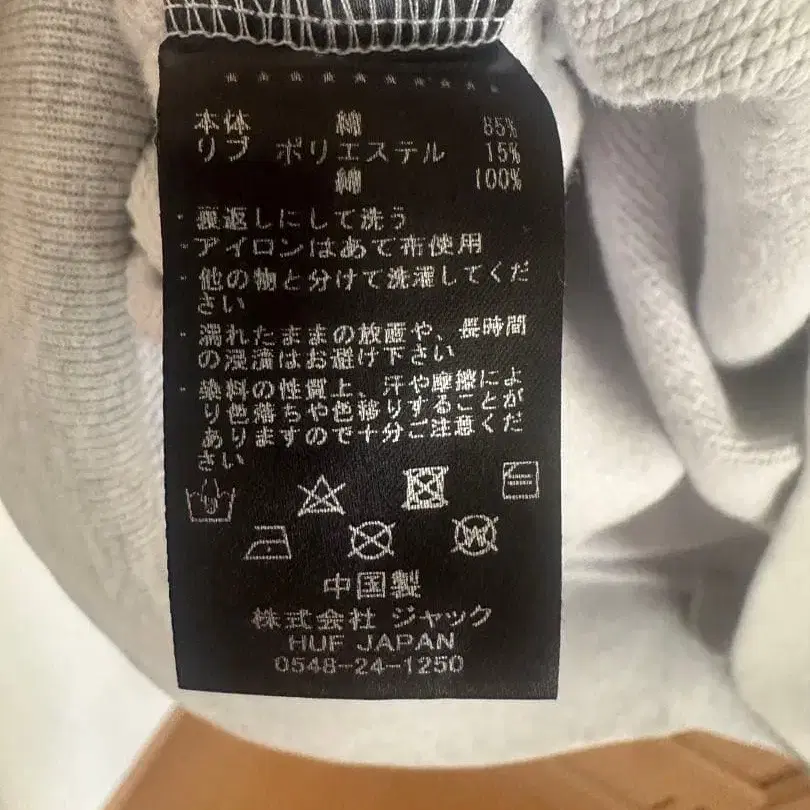 本体 綿 85%
リブ ポリエステル 15%
綿 100%
・裏返しにして洗う
・アイロンはあて布使用
・他の物と分けて洗濯してくだ
さい
・濡れたままの放置や、長時間
の浸漬はお避け下さい
・染料の性質上、汗や摩擦によ
り色落ちや色移りすることが
ありますので十分ご注意くだ
さい
中国製
株式会社 ジャック
HUF JAPAN
0548-24-1250